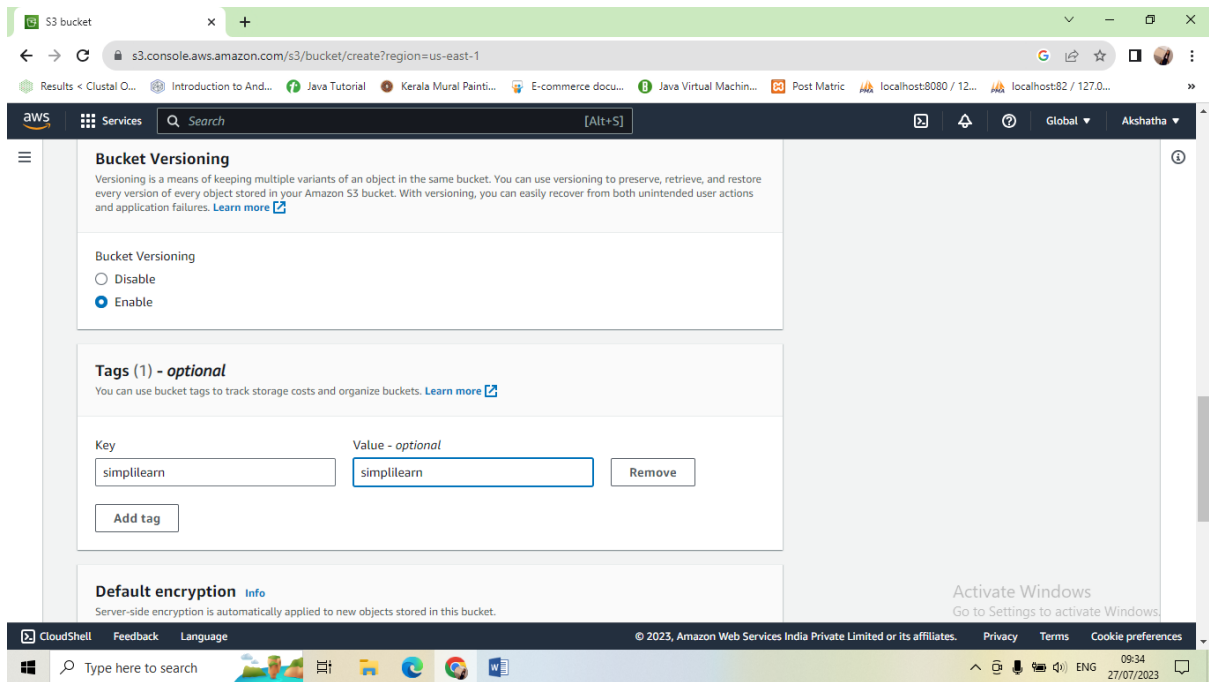 S3 bucket
s3.console.aws.amazon.com/s3/bucket/create?region=us-east-1
Results < Clustal O... Introduction to And... Java Tutorial Kerala Mural Painti... E-commerce docu... Java Virtual Machin... Post Matric localhost:8080 / 12... localhost:82 / 127.0...
aws Services Search [Alt+S] Global Akshatha
Bucket Versioning
Versioning is a means of keeping multiple variants of an object in the same bucket. You can use versioning to preserve, retrieve, and restore
every version of every object stored in your Amazon S3 bucket. With versioning, you can easily recover from both unintended user actions
and application failures. Learn more
Bucket Versioning
Disable
Enable
Tags (1) - optional
You can use bucket tags to track storage costs and organize buckets. Learn more
Key Value - optional
simplilearn simplilearn Remove
Add tag
Default encryption Info
Server-side encryption is automatically applied to new objects stored in this bucket.
Activate Windows
Go to Settings to activate Windows.
CloudShell Feedback Language © 2023, Amazon Web Services India Private Limited or its affiliates. Privacy Terms Cookie preferences
Type here to search ENG 09:34
27/07/2023